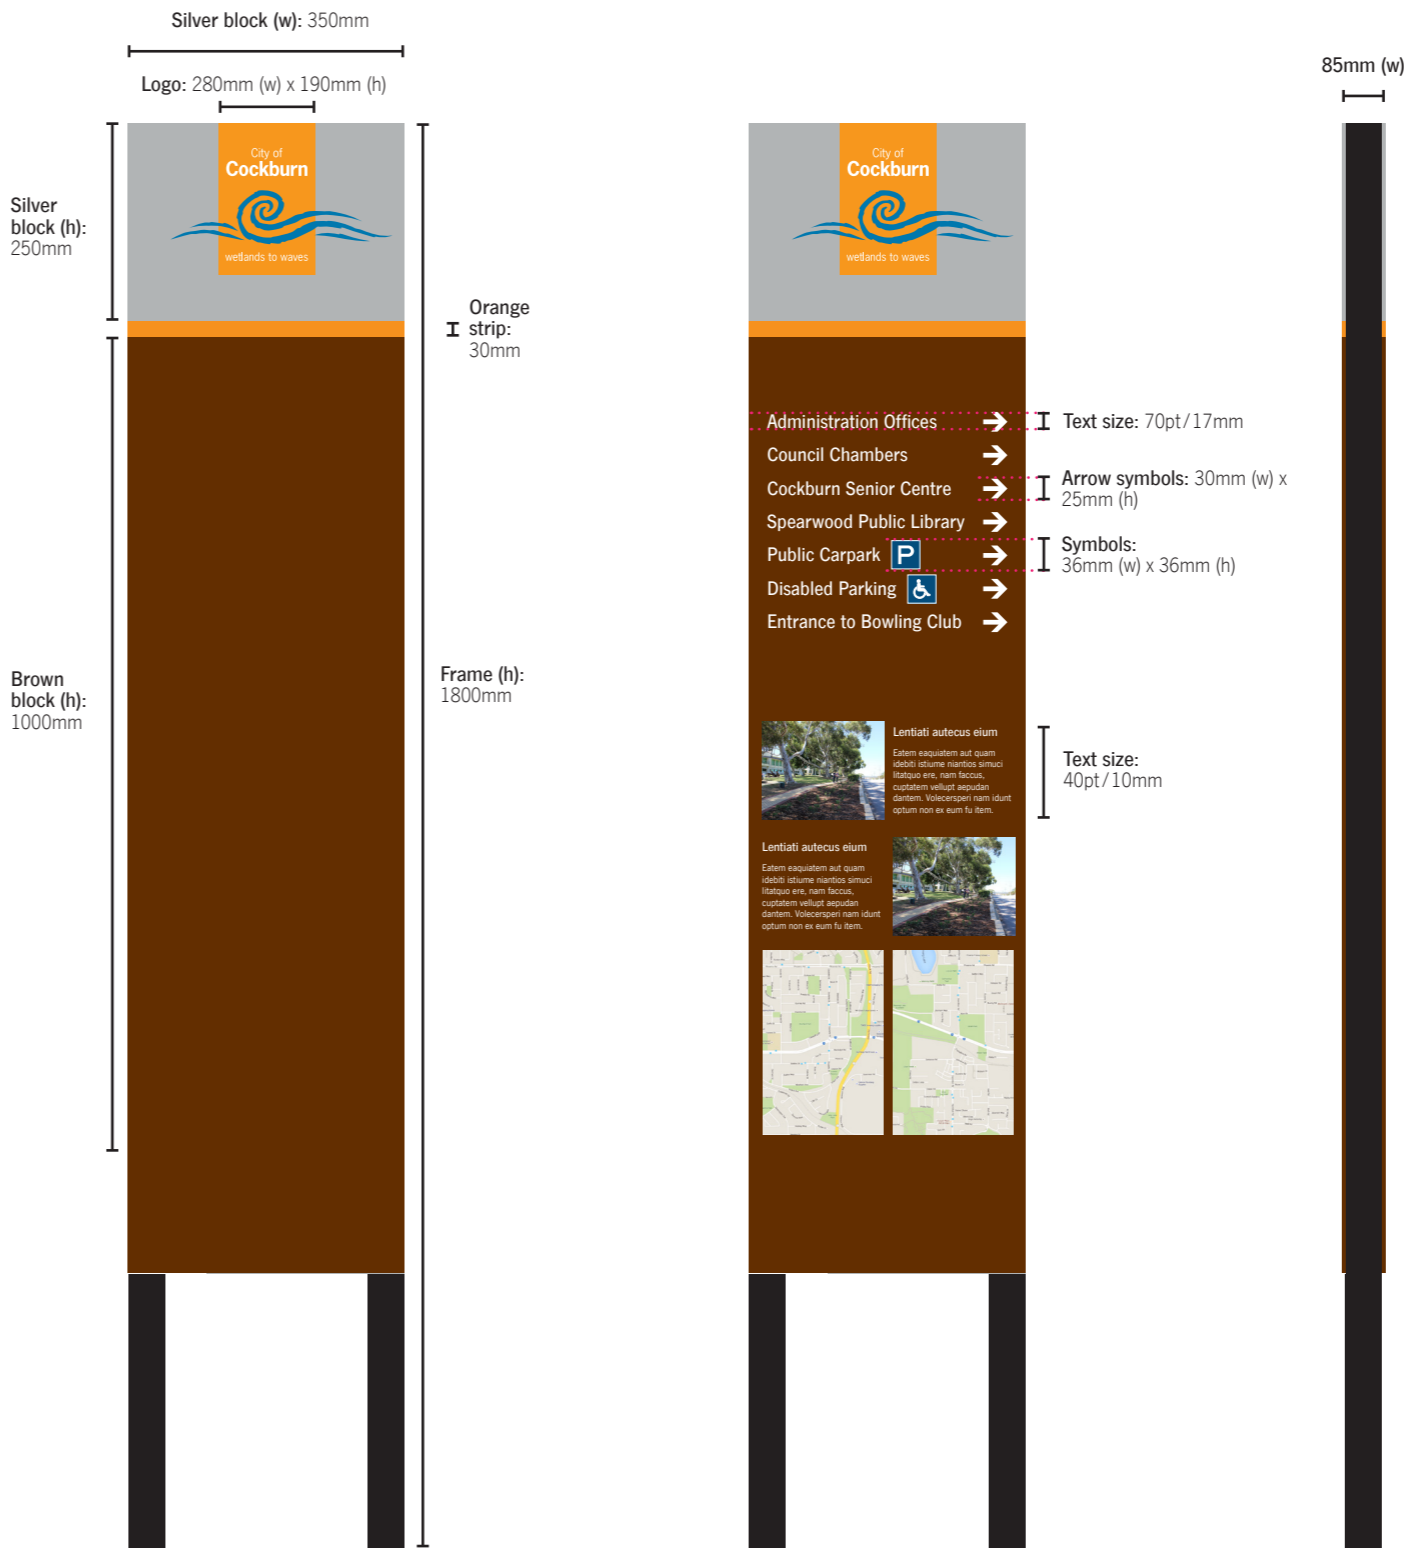 Silver block (w): 350mm
Logo: 280mm (w) x 190mm (h)
85mm (w)
City of
Cockburn
wetlands to waves
Silver
block (h):
250mm
Orange
strip:
30mm
Brown
block (h):
1000mm
Frame (h):
1800mm
City of
Cockburn
wetlands to waves
Administration Offices
Council Chambers
Cockburn Senior Centre
Spearwood Public Library
Public Carpark P
Disabled Parking
Entrance to Bowling Club
Text size: 70pt/17mm
Arrow symbols: 30mm (w) x
25mm (h)
Symbols:
36mm (w) x 36mm (h)
Lentiati autecus eium
Eatem eaquiatem aut quam
idebiti istiume niantios simuci
litatquo ere, nam faccus,
cuptatem vellupt aepudan
dantem. Volecersperi nam idunt
optum non ex eum fu item.
Text size:
40pt/10mm
Lentiati autecus eium
Eatem eaquiatem aut quam
idebiti istiume niantios simuci
litatquo ere, nam faccus,
cuptatem vellupt aepudan
dantem. Volecersperi nam idunt
optum non ex eum fu item.